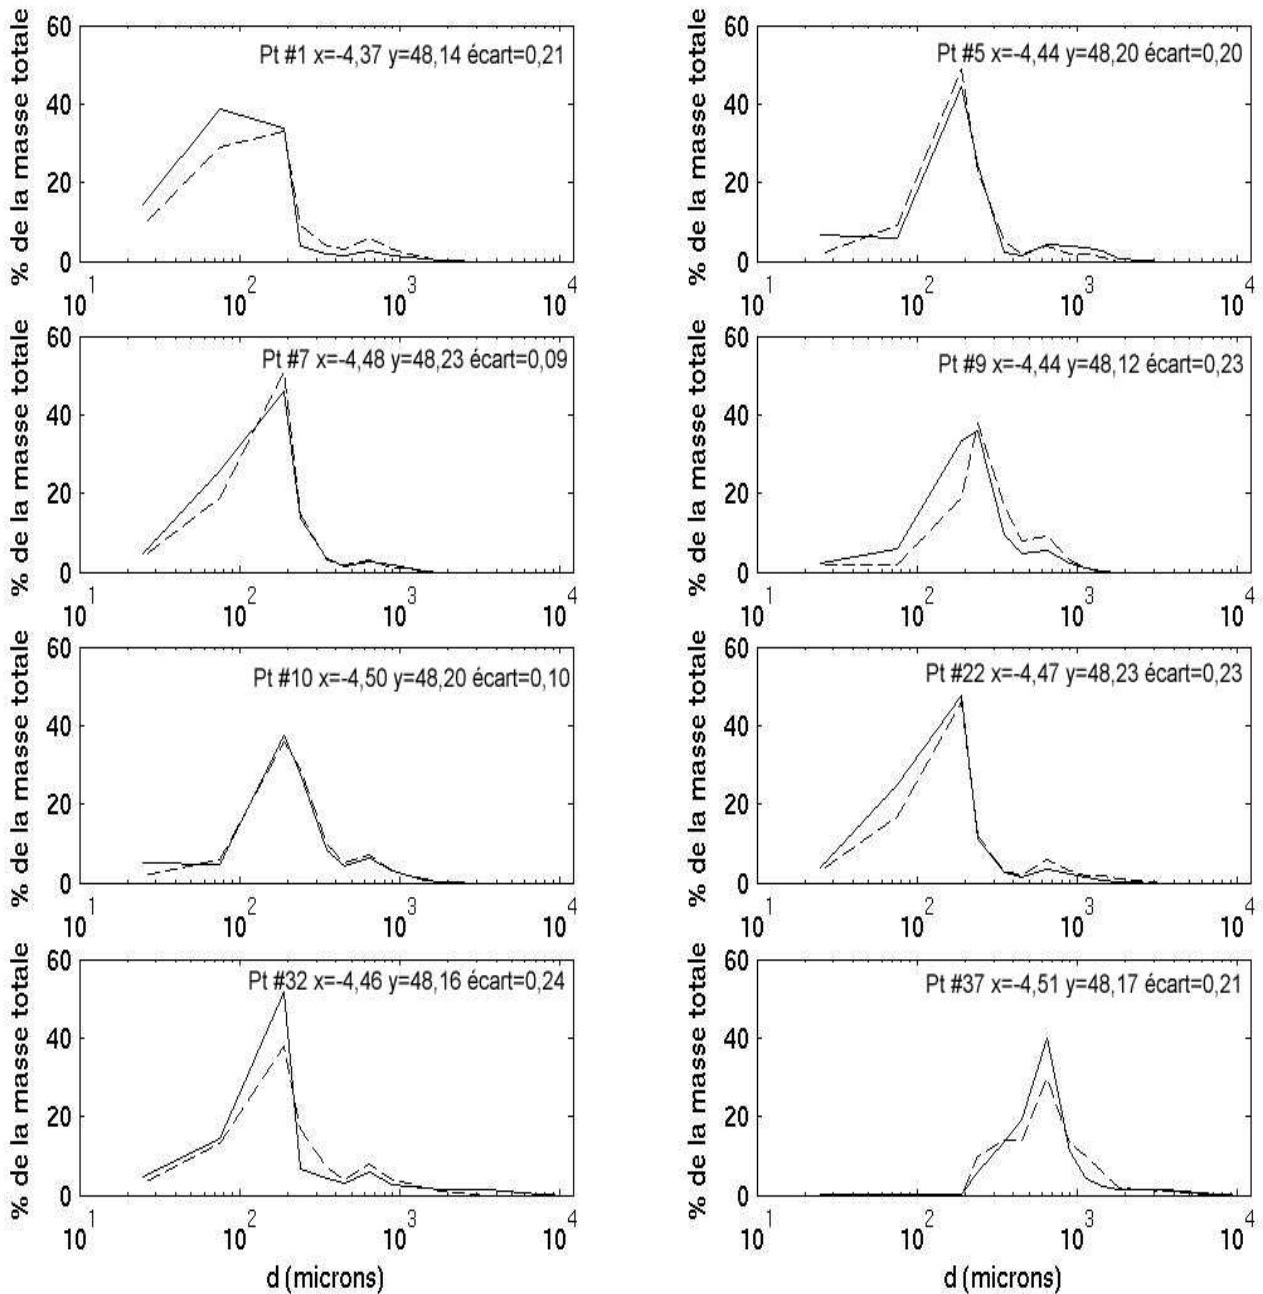 % de la masse totale
60
40
20
0
Pt #1 x=-4,37 y=48,14 écart=0,21
10^1 10^2 10^3 10^4
10 10^2 10^3 10^4
% de la masse totale
60
40
20
0
Pt #5 x=-4,44 y=48,20 écart=0,20
10^1 10^2 10^3 10^4
% de la masse totale
60
40
20
0
Pt #7 x=-4,48 y=48,23 écart=0,09
10^1 10^2 10^3 10^4
% de la masse totale
60
40
20
0
Pt #9 x=-4,44 y=48,12 écart=0,23
10^1 10^2 10^3 10^4
% de la masse totale
60
40
20
0
Pt #10 x=-4,50 y=48,20 écart=0,10
10^1 10^2 10^3 10^4
% de la masse totale
60
40
20
0
Pt #22 x=-4,47 y=48,23 écart=0,23
10^1 10^2 10^3 10^4
% de la masse totale
60
40
20
0
Pt #32 x=-4,46 y=48,16 écart=0,24
10^1 10^2 10^3 10^4
d (microns)
% de la masse totale
60
40
20
0
Pt #37 x=-4,51 y=48,17 écart=0,21
10^1 10^2 10^3 10^4
d (microns)